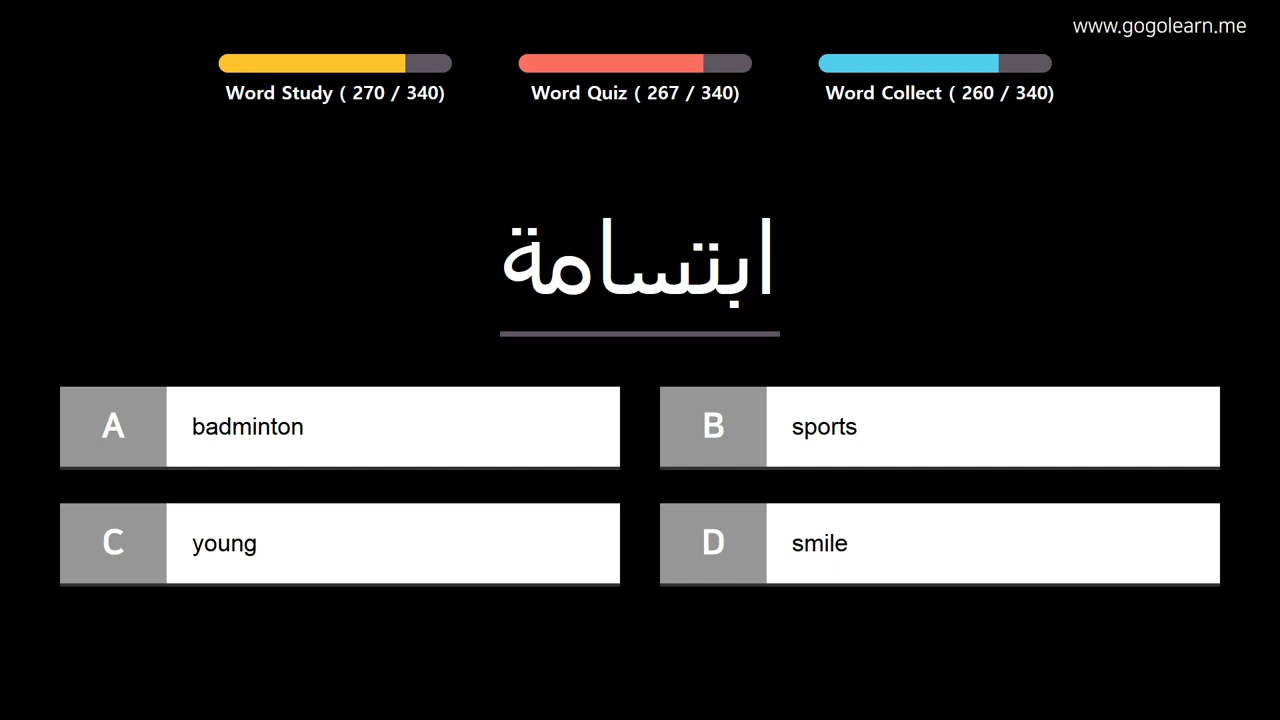 www.gogolearn.me
Word Study ( 270 / 340)
Word Quiz ( 267 / 340)
Word Collect ( 260 / 340)
ابتسامة
A badminton
B sports
C young
D smile